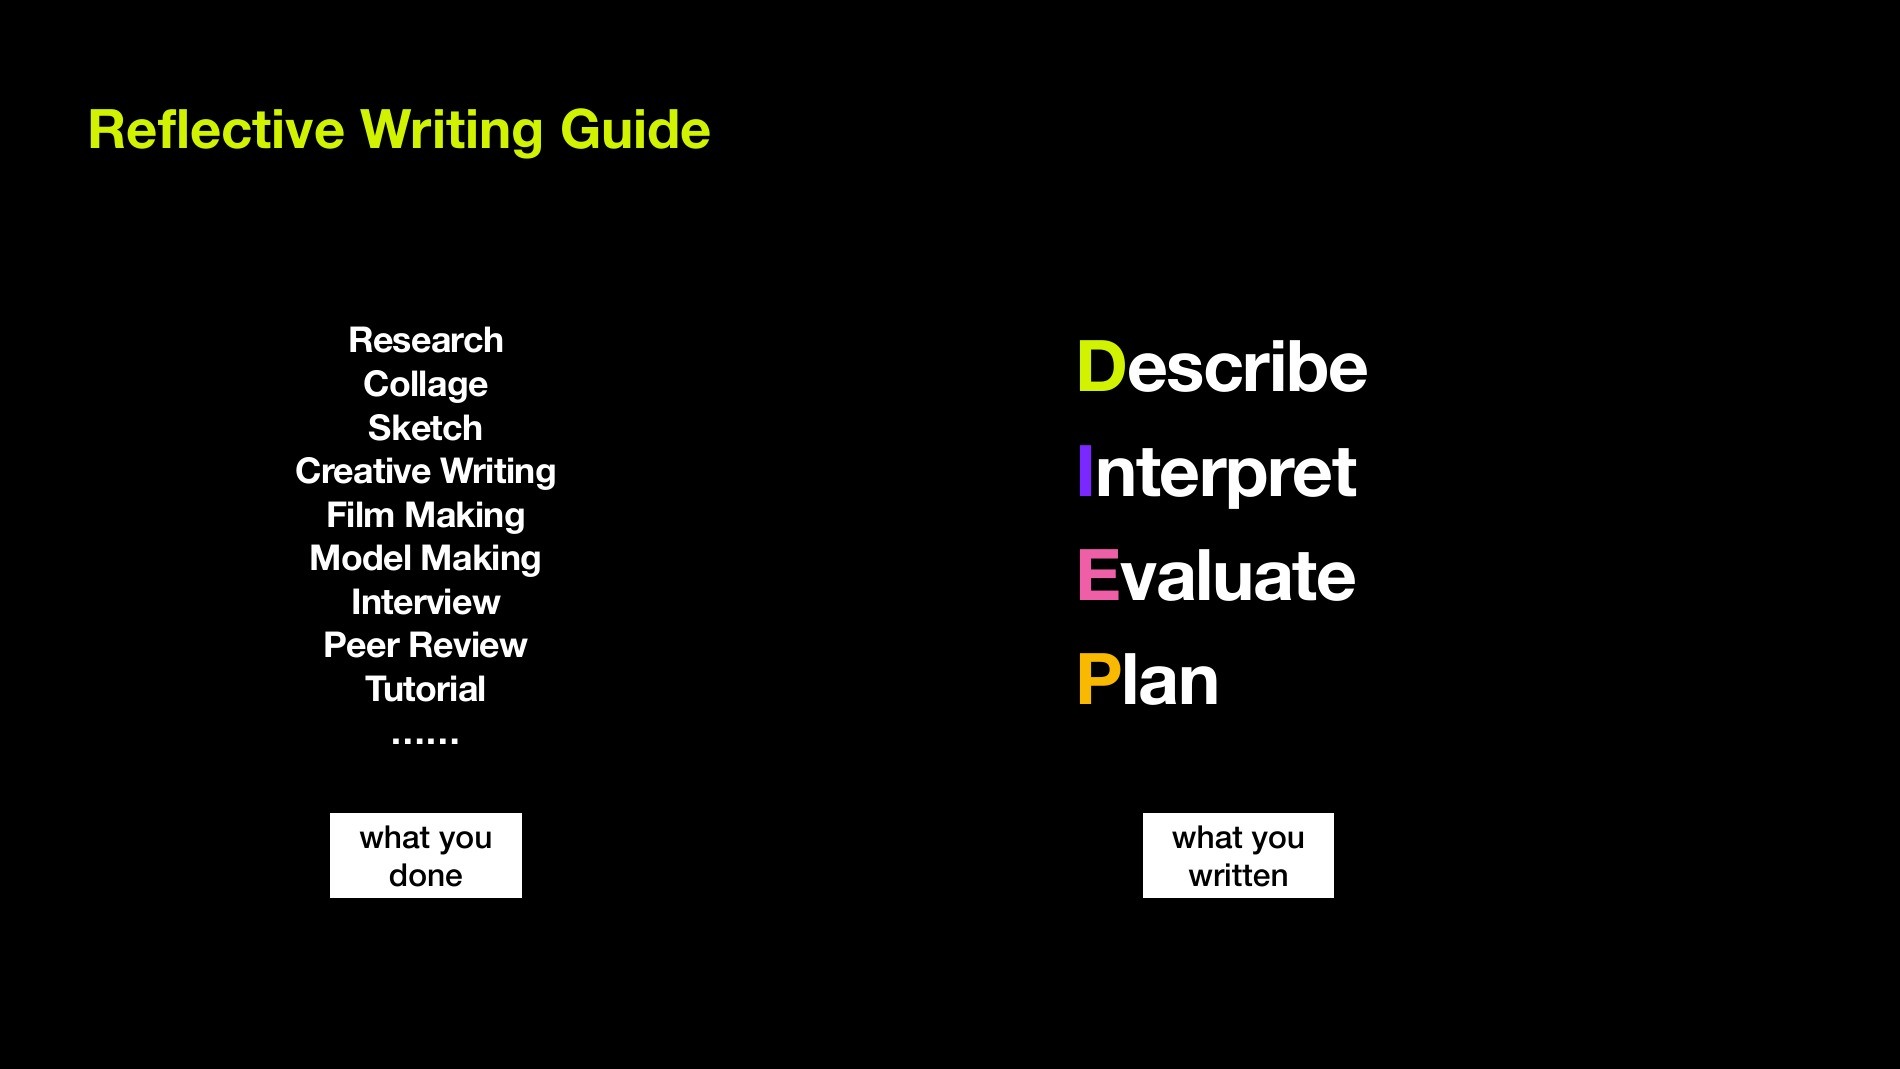 Reflective Writing Guide
Research
Collage
Sketch
Creative Writing
Film Making
Model Making
Interview
Peer Review
Tutorial
......
what you
done
Describe
Interpret
Evaluate
Plan
what you
written